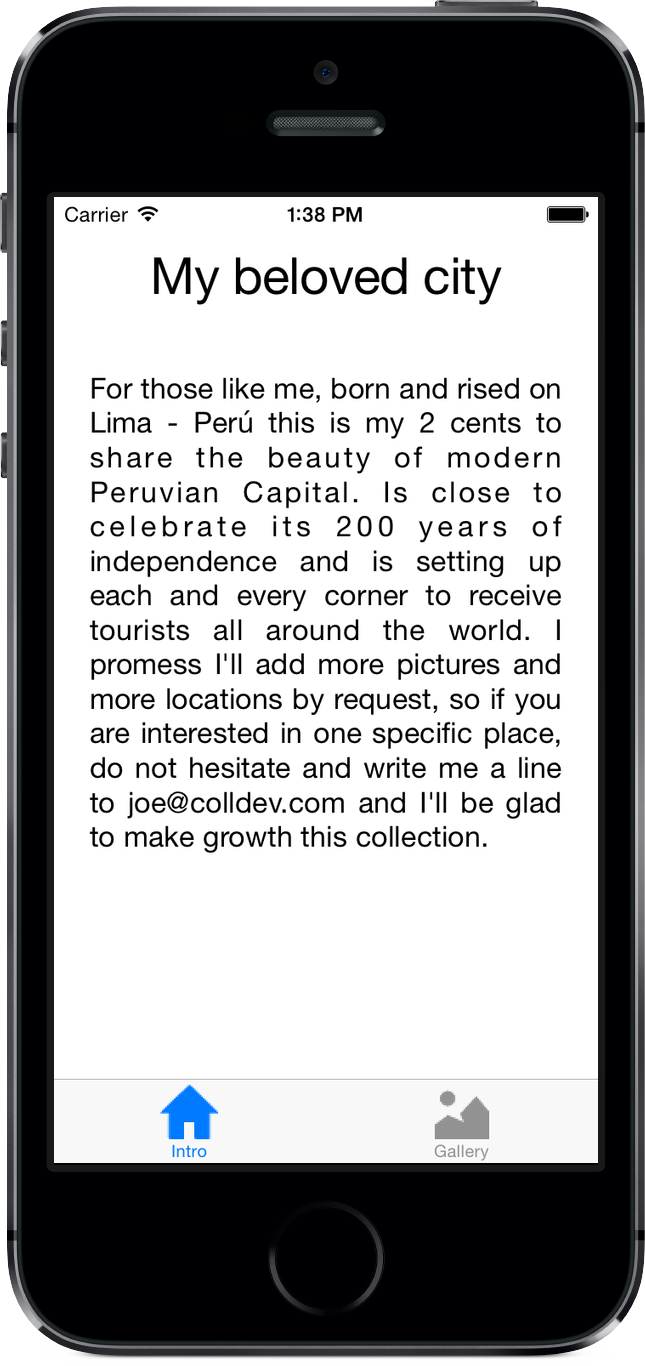 Carrier 1:38 PM
My beloved city
For those like me, born and rised on
Lima - Perú this is my 2 cents to
share the beauty of modern
Peruvian Capital. Is close to
celebrate its 200 years of
independence and is setting up
each and every corner to receive
tourists all around the world. I
promess I'll add more pictures and
more locations by request, so if you
are interested in one specific place,
do not hesitate and write me a line
to joe@colldev.com and I'll be glad
to make growth this collection.
Intro Gallery